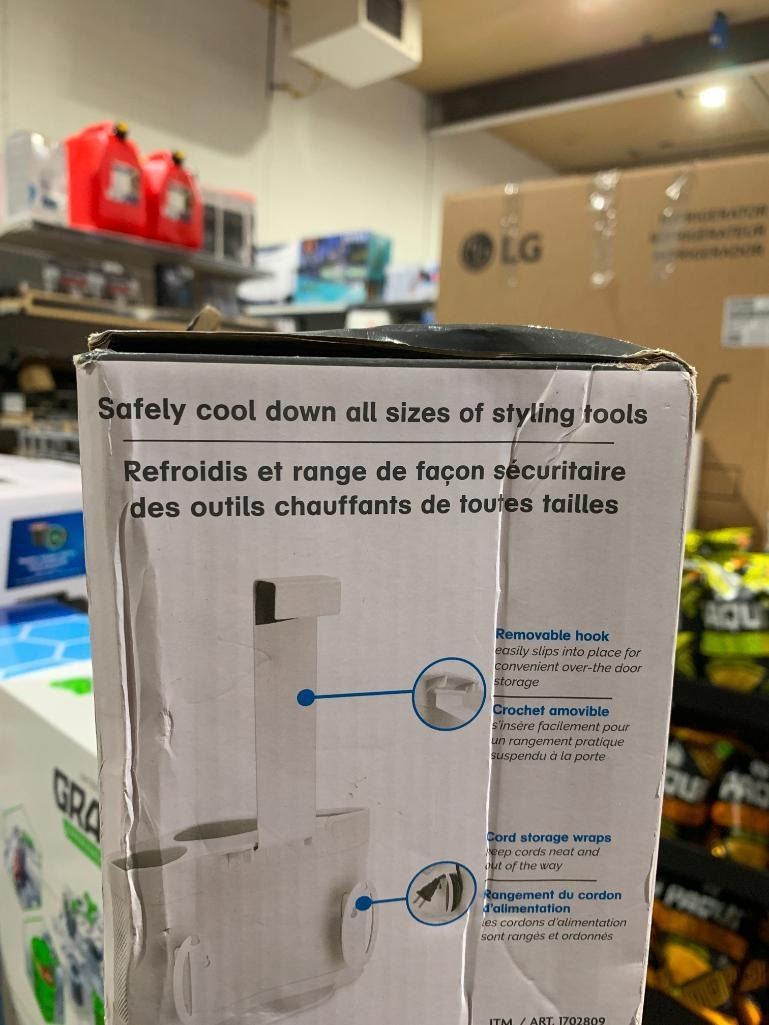 LG
REFRIGERATOR
Safely cool down all sizes of styling tools
Refroidis et range de façon sécuritaire
des outils chauffants de toutes tailles
Removable hook
easily slips into place for
convenient over-the door
storage
Crochet amovible
s'insère facilement pour
un rangement pratique
suspendu à la porte
Cord storage wraps
keep cords neat and
out of the way
Rangement du cordon
d'alimentation
les cordons d'alimentation
sont rangés et ordonnés
ITM. / ART. 1702809
GRA
PAQUI